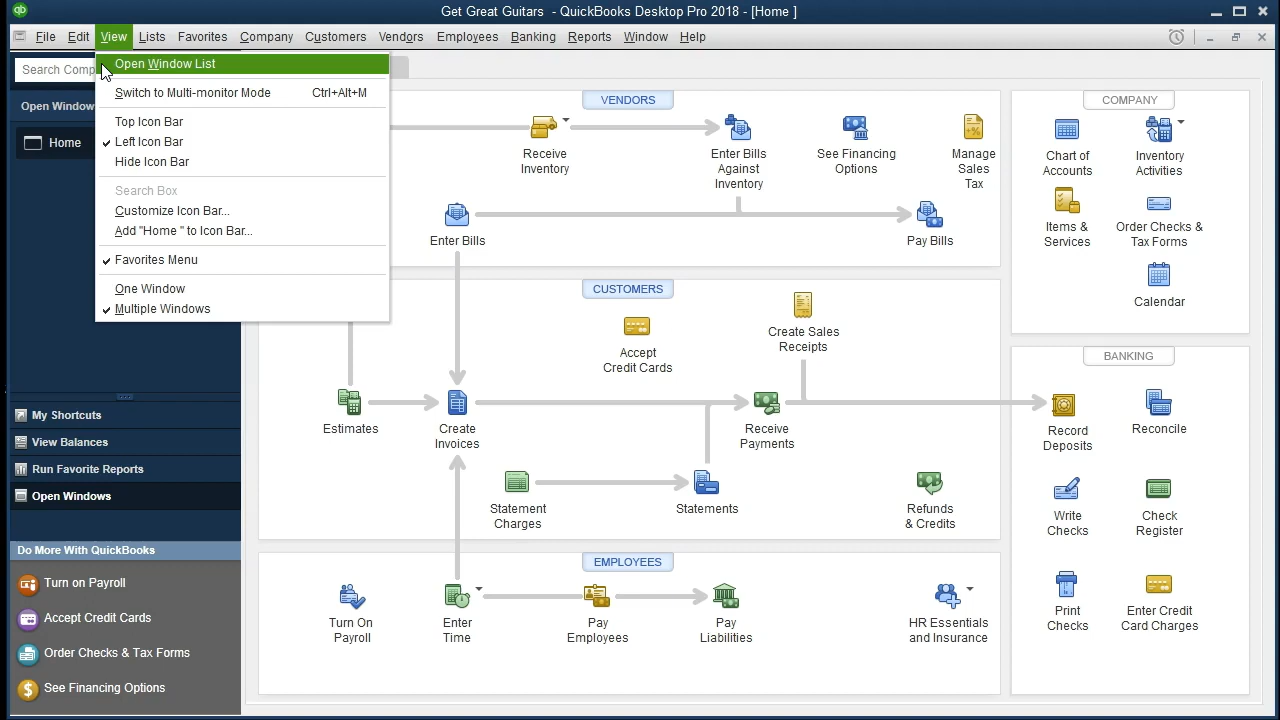 qb
Get Great Guitars - QuickBooks Desktop Pro 2018 - [Home ]
File Edit View Lists Favorites Company Customers Vendors Employees Banking Reports Window Help
Search Comp
Open Window
Home
Open Window List
Switch to Multi-monitor Mode Ctrl+Alt+M
Top Icon Bar
Left Icon Bar
Hide Icon Bar
Search Box
Customize Icon Bar...
Add "Home " to Icon Bar...
Favorites Menu
One Window
Multiple Windows
My Shortcuts
View Balances
Run Favorite Reports
Open Windows
Do More With QuickBooks
Turn on Payroll
Accept Credit Cards
Order Checks & Tax Forms
See Financing Options
VENDORS
Receive
Inventory
Enter Bills
Against
Inventory
See Financing
Options
Manage
Sales
Tax
Enter Bills
Pay Bills
CUSTOMERS
Create Sales
Receipts
Accept
Credit Cards
Estimates
Create
Invoices
Receive
Payments
Statement
Charges
Statements
Refunds
& Credits
EMPLOYEES
Turn On
Payroll
Enter
Time
Pay
Employees
Pay
Liabilities
HR Essentials
and Insurance
COMPANY
Chart of
Accounts
Inventory
Activities
Items &
Services
Order Checks &
Tax Forms
Calendar
BANKING
Record
Deposits
Reconcile
Write
Checks
Check
Register
Print
Checks
Enter Credit
Card Charges